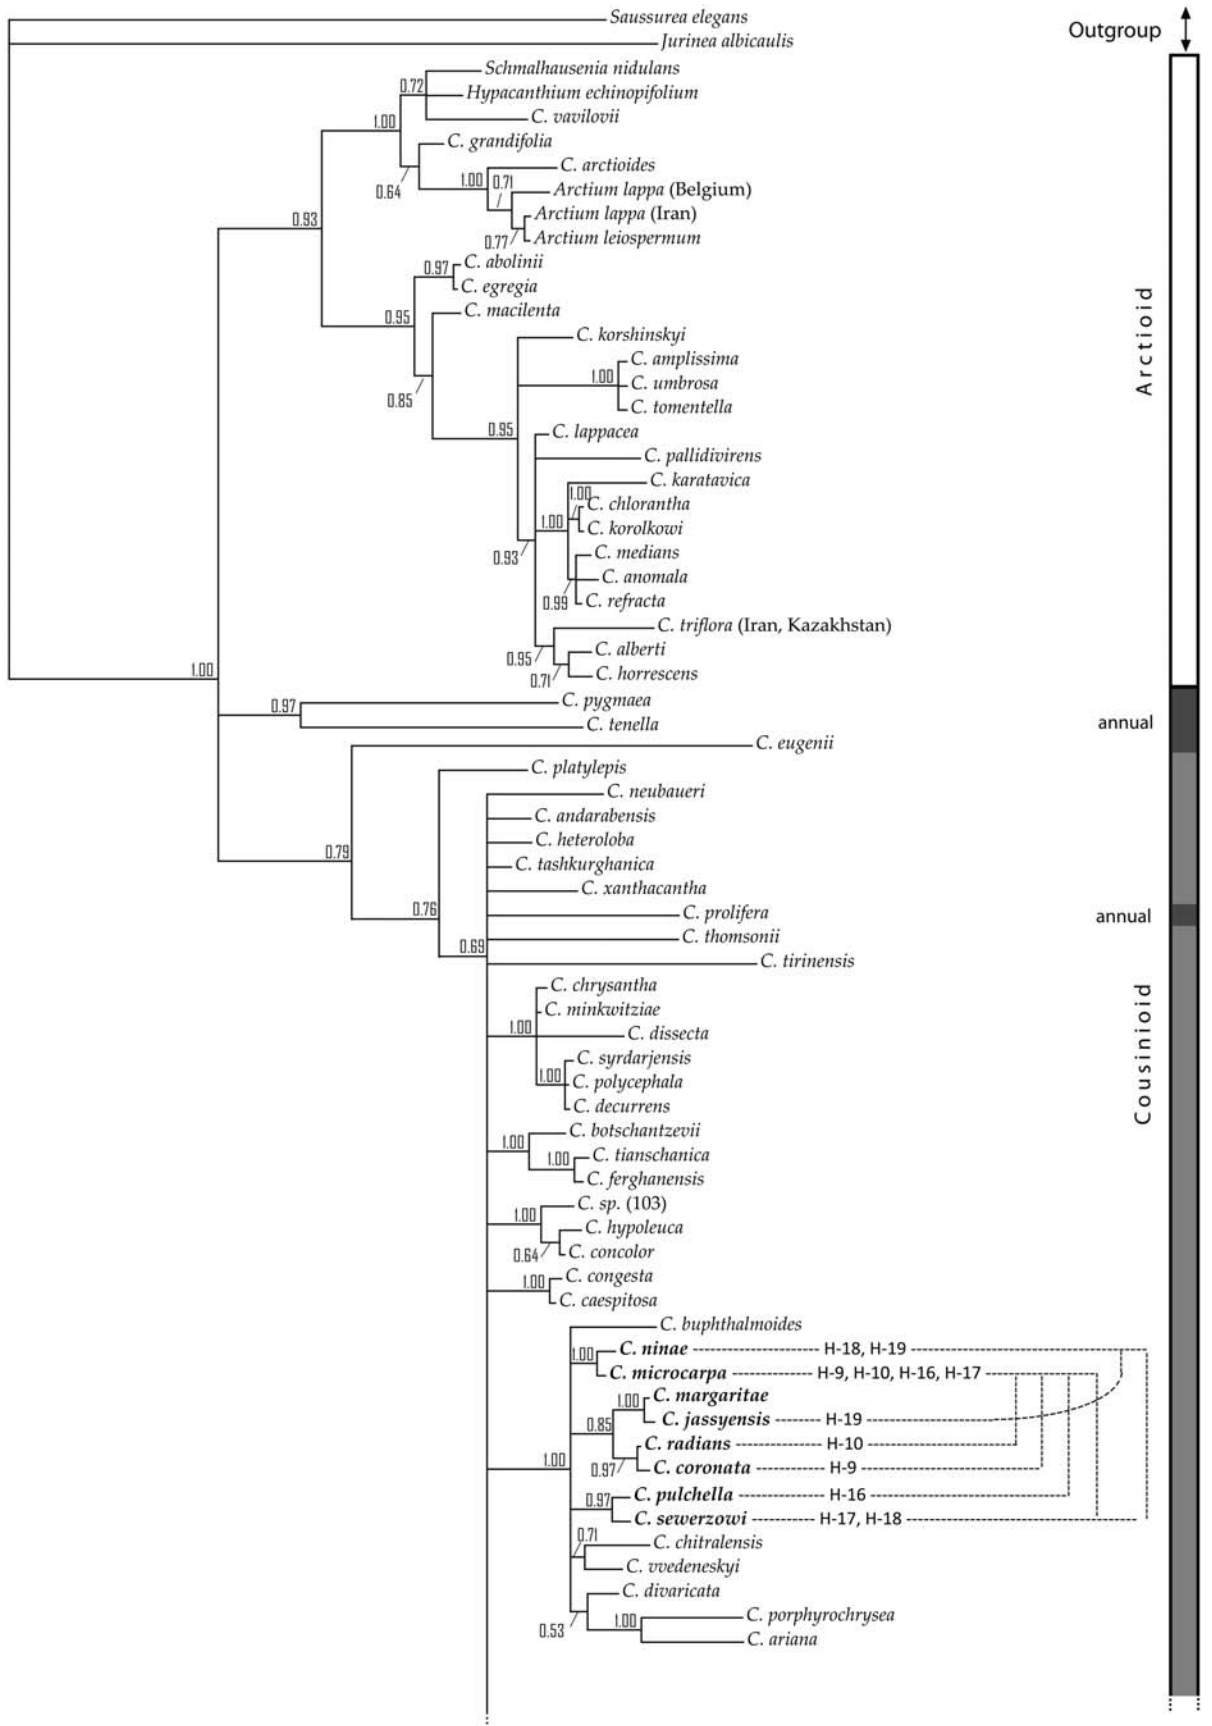 Saussurea elegans
Outgroup
Jurinea albicaulis
Schmalhausenia nidulans
0.72
Hypacanthium echinopifolium
C. vavilovii
1.00
C. grandifolia
C. arctioides
0.64
1.00
0.71
Arctium lappa (Belgium)
Arctium lappa (Iran)
0.93
0.77
Arctium leiospermum
C. abolinii
0.97
C. egregia
C. macilenta
0.95
C. korshinskyi
C. amplissima
1.00
C. umbrosa
0.85
C. tomentella
0.95
C. lappacea
C. pallidivirens
C. karatavica
1.00
C. chlorantha
1.00
C. korolkowi
0.93
C. medians
C. anomala
0.99
C. refracta
C. triflora (Iran, Kazakhstan)
0.95
C. alberti
0.71
C. horrescens
Arctioid
1.00
C. pygmaea
0.97
C. tenella
annual
C. eugenii
C. platylepis
C. neubaueri
C. andarabensis
C. heteroloba
0.79
C. tashkurghanica
C. xanthacantha
0.76
C. prolifera
annual
C. thomsonii
0.69
C. tirinensis
C. chrysantha
C. minkwitziae
1.00
C. dissecta
C. syrdarjensis
1.00
C. polycephala
C. decurrens
Cousinioid
C. botschantzevii
1.00
C. tianschanica
1.00
C. ferghanensis
C. sp. (103)
1.00
C. hypoleuca
0.64
C. concolor
C. congesta
1.00
C. caespitosa
C. buphthalmoides
C. ninae H-18, H-19
1.00
C. microcarpa H-9, H-10, H-16, H-17
C. margaritae
1.00
C. jassyensis H-19
0.85
C. radians H-10
0.97
C. coronata H-9
1.00
C. pulchella H-16
0.97
C. sewerzowi H-17, H-18
0.71
C. chitralensis
C. vvedeneskyi
C. divaricata
C. porphyrochrysea
0.53
1.00
C. ariana